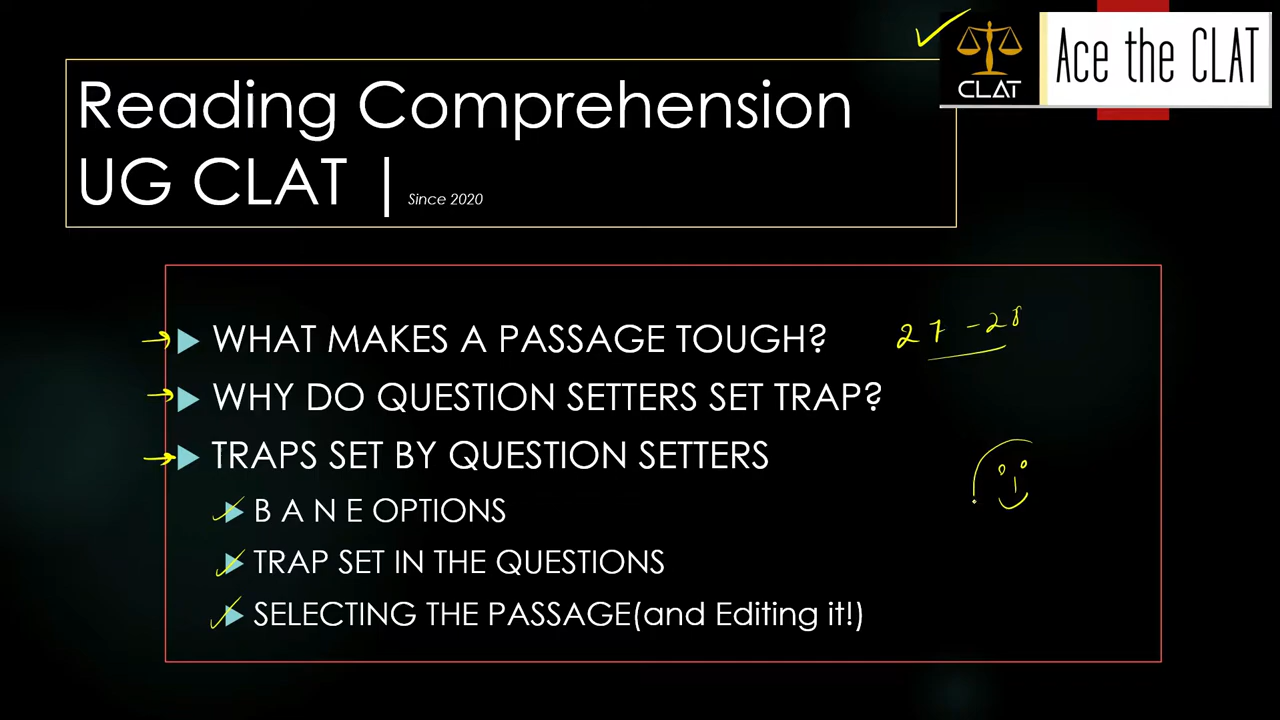 CLAT
Ace the CLAT
Reading Comprehension
UG CLAT | Since 2020
WHAT MAKES A PASSAGE TOUGH?
27 - 28
WHY DO QUESTION SETTERS SET TRAP?
TRAPS SET BY QUESTION SETTERS
B A N E OPTIONS
TRAP SET IN THE QUESTIONS
SELECTING THE PASSAGE(and Editing it!)